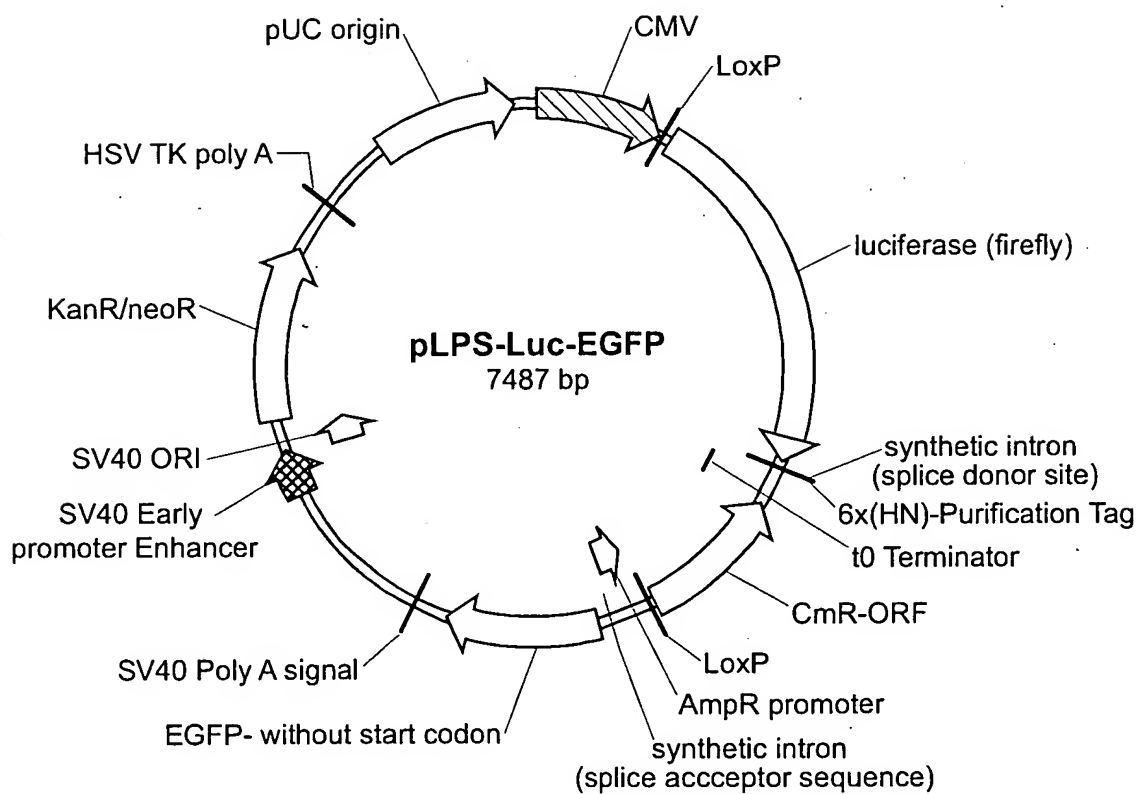 pUC origin
CMV
LoxP
HSV TK poly A
luciferase (firefly)
KanR/neoR
pLPS-Luc-EGFP
7487 bp
SV40 ORI
synthetic intron
(splice donor site)
SV40 Early
promoter Enhancer
6x(HN)-Purification Tag
t0 Terminator
CmR-ORF
SV40 Poly A signal
LoxP
AmpR promoter
EGFP- without start codon
synthetic intron
(splice accceptor sequence)